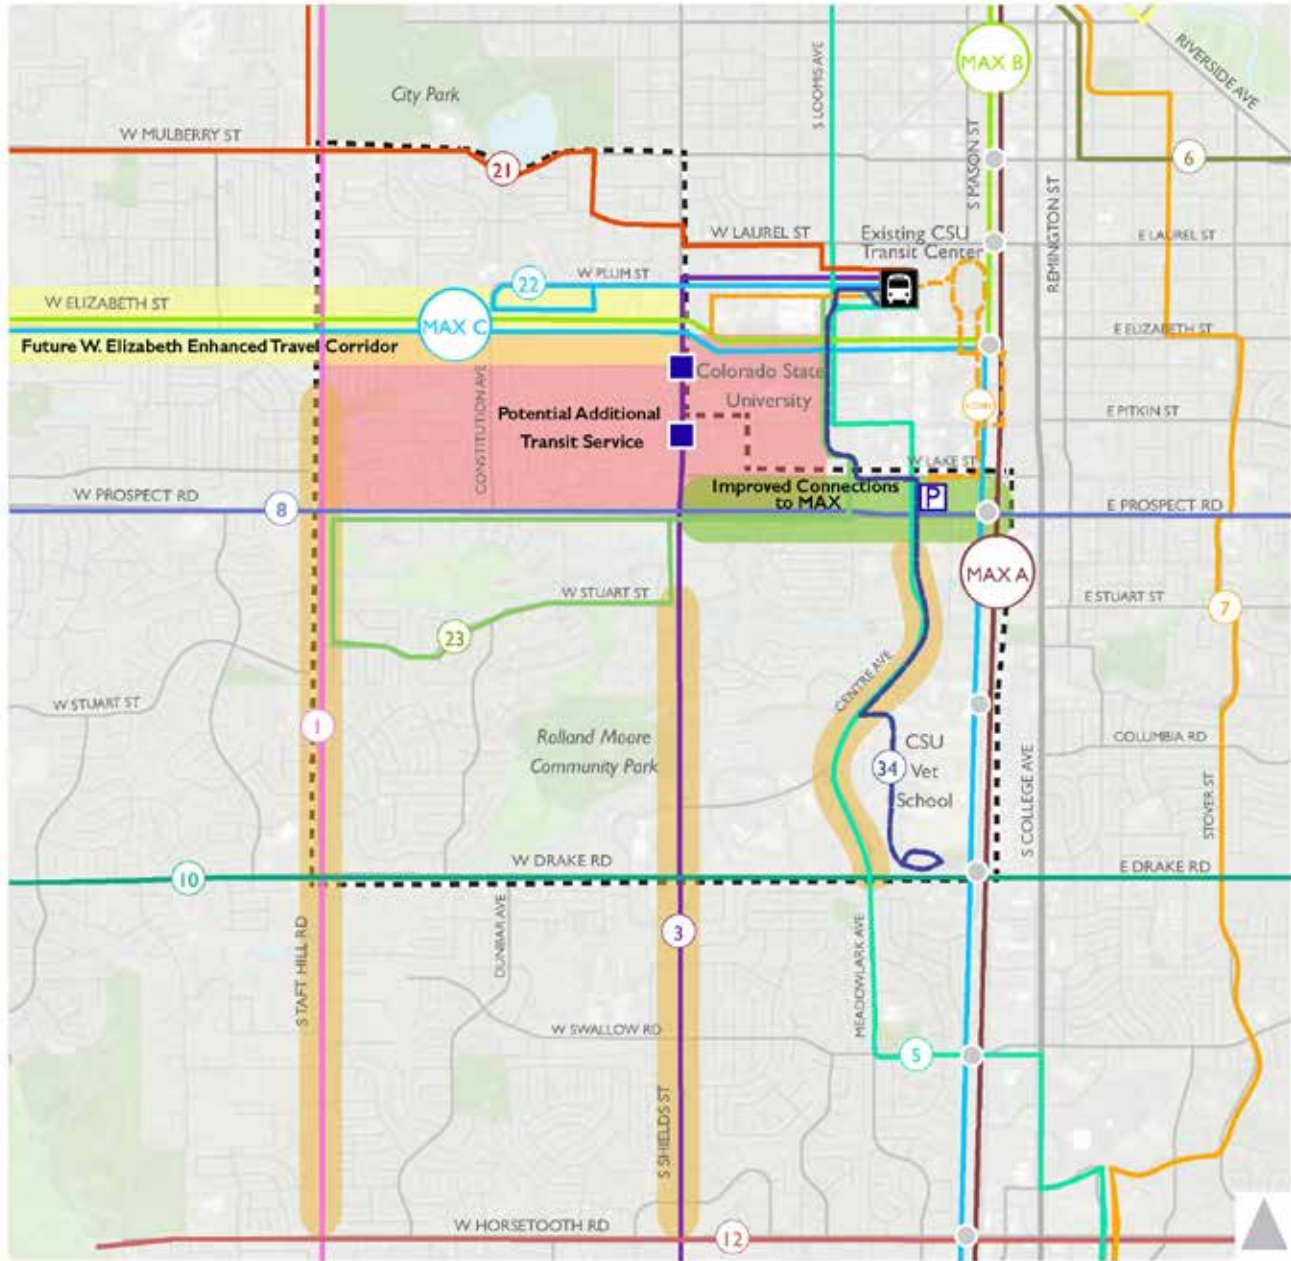 MAX B
RIVERSIDE AVE
City Park
S LOOMIS AVE
W MULBERRY ST
S MASON ST
21
6
REMINGTON ST
W LAUREL ST
Existing CSU
Transit Center
E LAUREL ST
W PLUM ST
22
W ELIZABETH ST
MAX C
E ELIZABETH ST
Future W. Elizabeth Enhanced Travel Corridor
Colorado State
University
CONSTITUTION AVE
Potential Additional
Transit Service
E PITKIN ST
W LAKE ST
W PROSPECT RD
8
Improved Connections
to MAX
P
E PROSPECT RD
MAX A
W STUART ST
E STUART ST
7
23
W STUART ST
CENTRE AVE
1
Rolland Moore
Community Park
CSU
Vet
School
34
COLUMBIA RD
S COLLEGE AVE
STOVER ST
W DRAKE RD
E DRAKE RD
10
DUNBAR AVE
3
S TAFT HILL RD
MEADOWLARK AVE
W SWALLOW RD
5
S SHIELDS ST
W HORSETOOTH RD
12